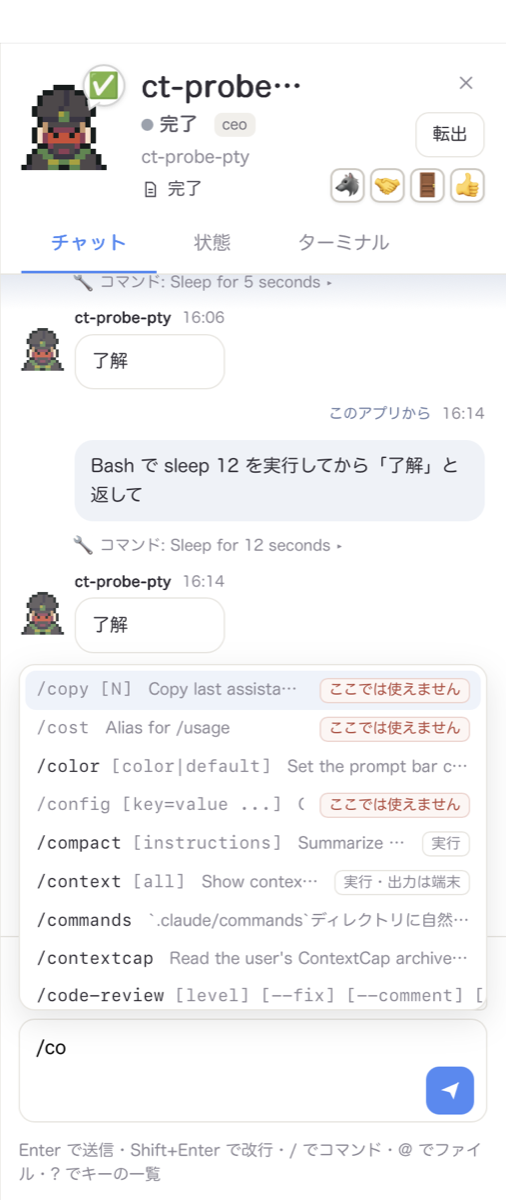 ct-probe…
完了 ceo
転出
ct-probe-pty
完了
チャット 状態 ターミナル
コマンド: Sleep for 5 seconds ▸
ct-probe-pty 16:06
了解
このアプリから 16:14
Bash で sleep 12 を実行してから「了解」と
返して
コマンド: Sleep for 12 seconds ▸
ct-probe-pty 16:14
了解
/copy [N] Copy last assista… ここでは使えません
/cost Alias for /usage ここでは使えません
/color [color|default] Set the prompt bar c…
/config [key=value ...] ここでは使えません
/compact [instructions] Summarize … 実行
/context [all] Show contex… 実行・出力は端末
/commands `.claude/commands`ディレクトリに自然…
/contextcap Read the user's ContextCap archive…
/code-review [level] [--fix] [--comment] [
/co
Enter で送信・Shift+Enter で改行・/ でコマンド・@ でファイ
ル・? でキーの一覧